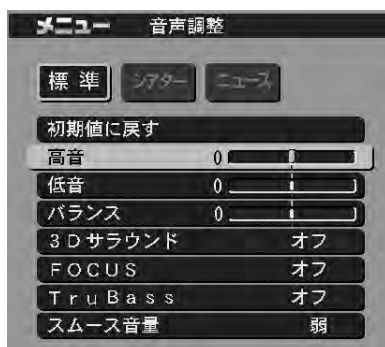 メニュー 音声調整
標準 シアター ニュース
初期値に戻す
高音 0
低音 0
バランス 0
3Dサラウンド オフ
FOCUS オフ
TruBass オフ
スムース音量 弱